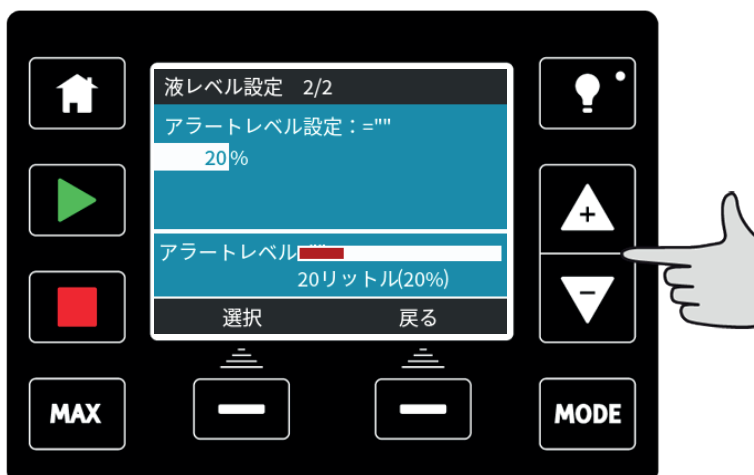 液レベル設定 2/2
アラートレベル設定：=""
20%
アラートレベル
20リットル(20%)
選択 戻る
+
−
MAX
MODE